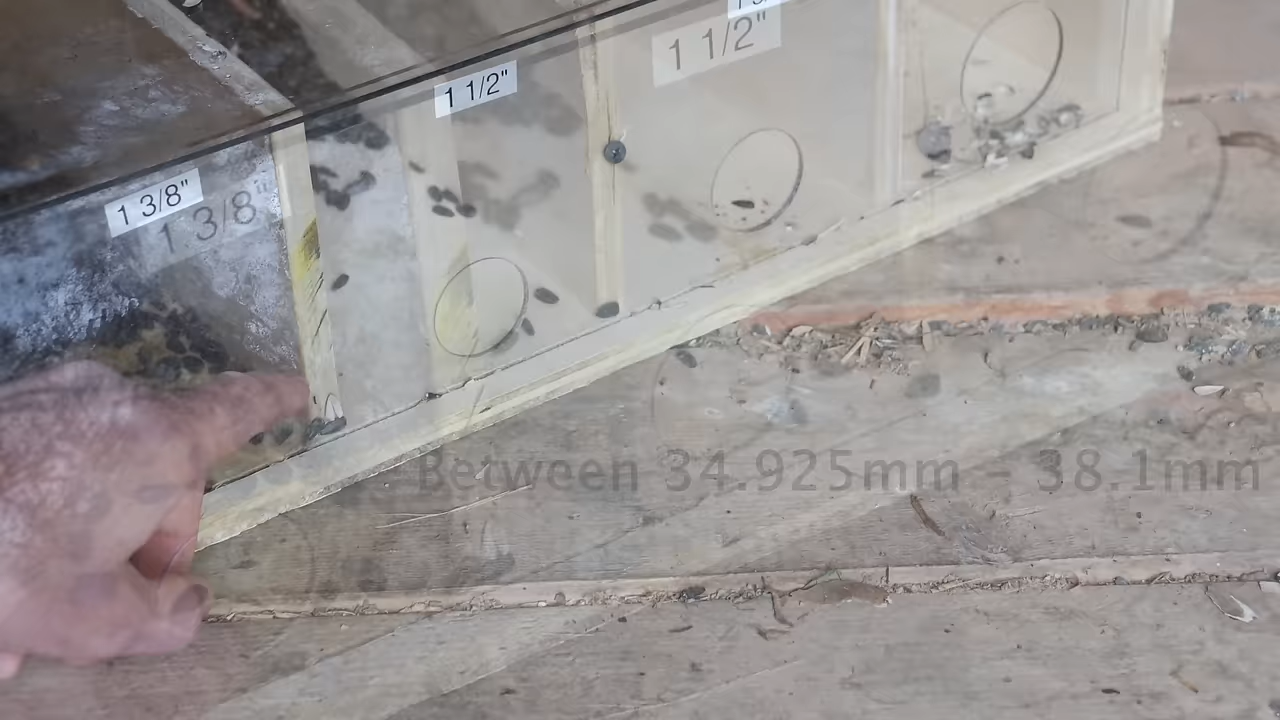 1 1/2"
1 1/2"
1 3/8"
1 3/8"
Between 34.925mm - 38.1mm